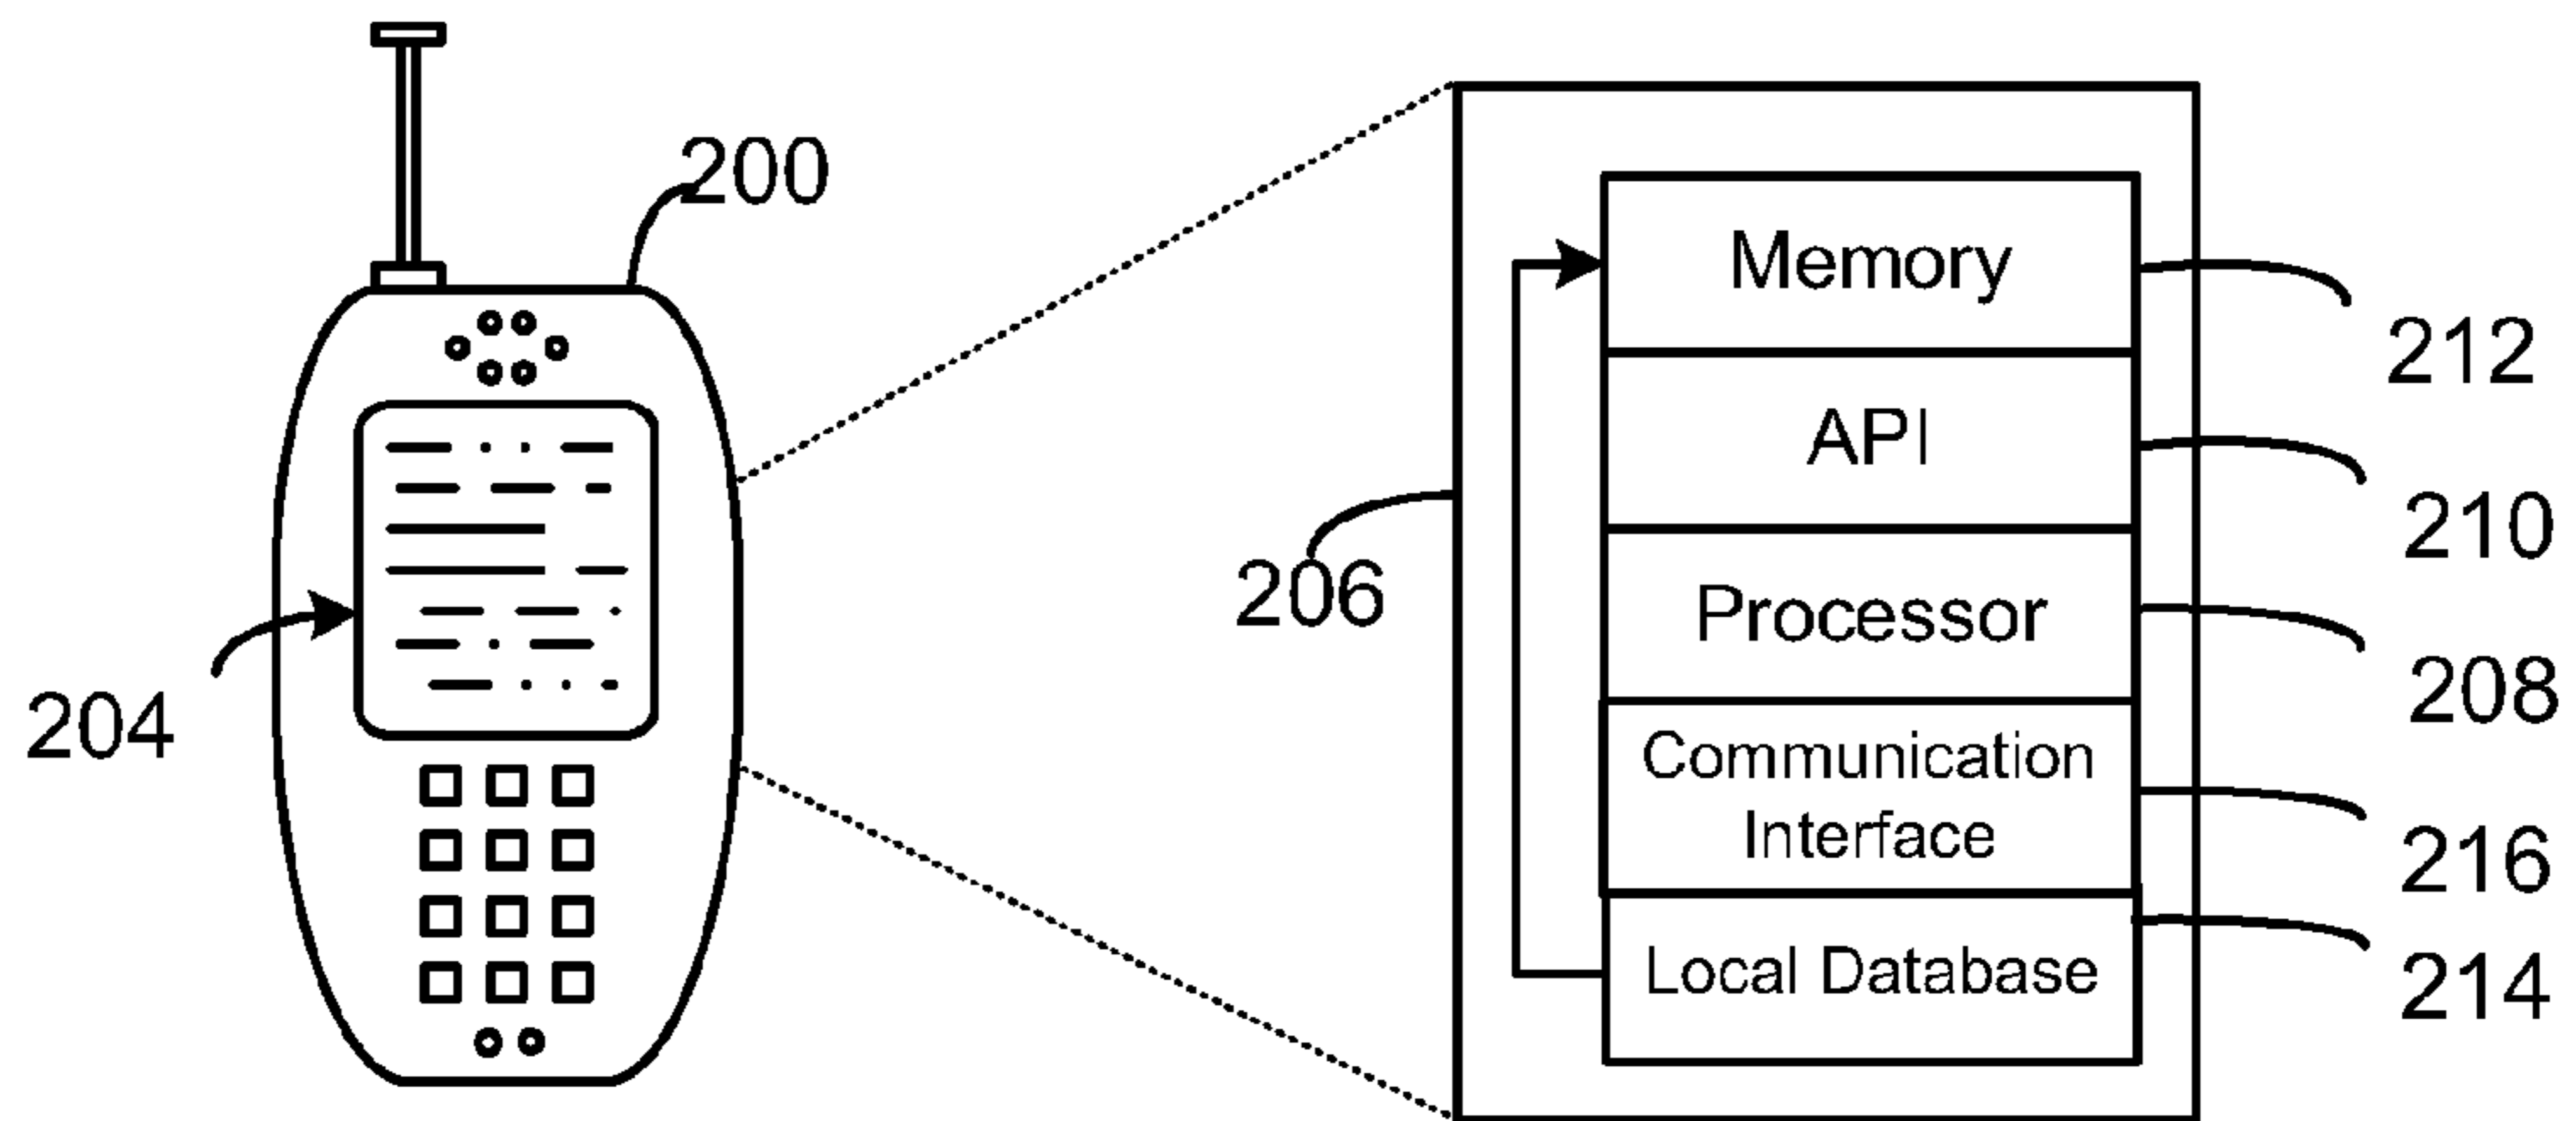 200
204
206
Memory
212
API
210
Processor
208
Communication
Interface
216
Local Database
214